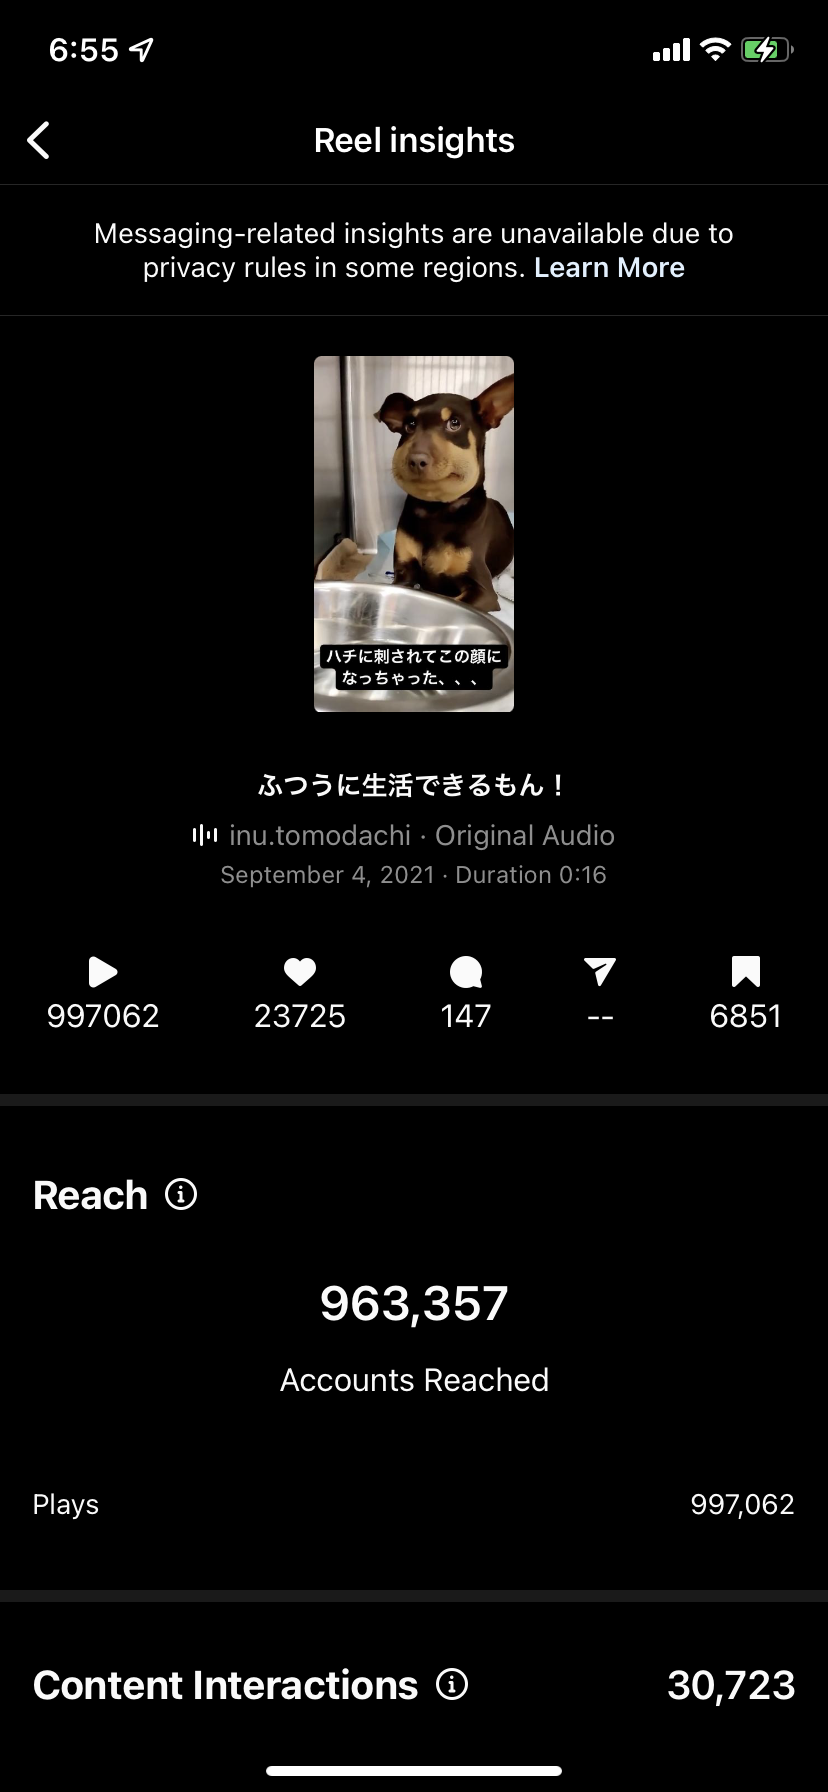 6:55
Reel insights
Messaging-related insights are unavailable due to
privacy rules in some regions. Learn More
ハチに刺されてこの顔に
なっちゃった、、、
ふつうに生活できるもん！
inu.tomodachi · Original Audio
September 4, 2021 · Duration 0:16
997062 23725 147 -- 6851
Reach
963,357
Accounts Reached
Plays 997,062
Content Interactions 30,723